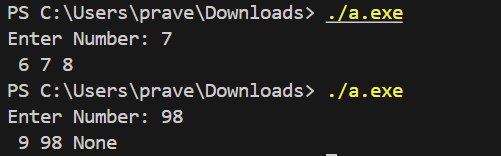 PS C:\Users\prave\Downloads> ./a.exe
Enter Number: 7
 6 7 8
PS C:\Users\prave\Downloads> ./a.exe
Enter Number: 98
 9 98 None